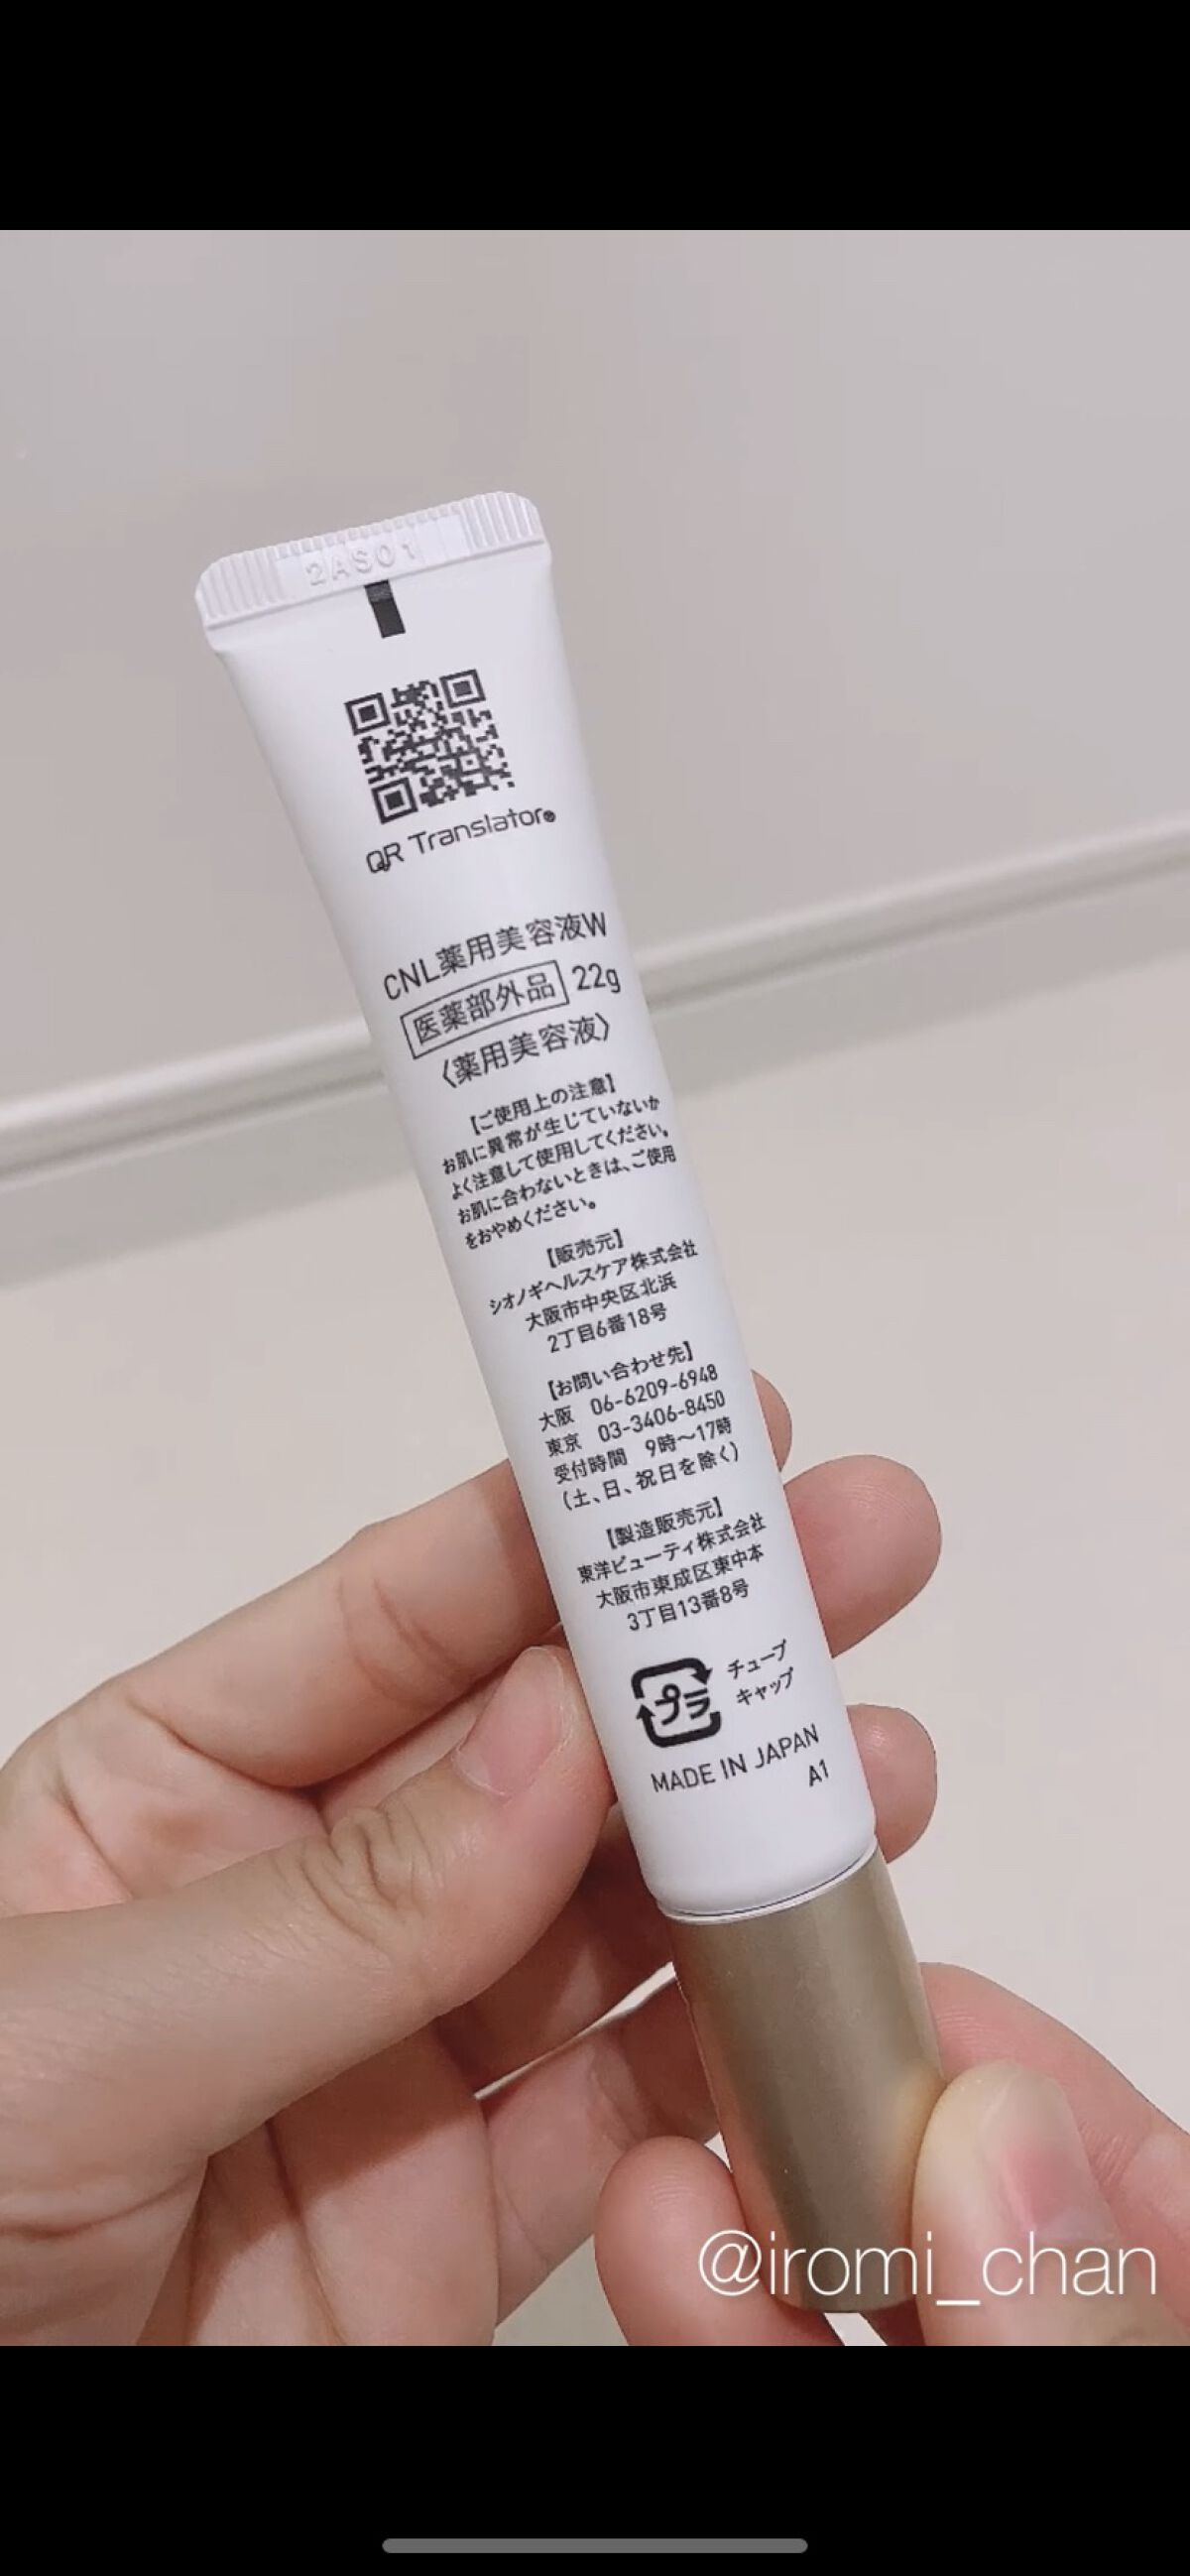 2AS01
QR Translator®
CNL薬用美容液W
医薬部外品 22g
〈薬用美容液〉
【ご使用上の注意】
お肌に異常が生じていないか
よく注意して使用してください。
お肌に合わないときは、ご使用
をおやめください。
【販売元】
シオノギヘルスケア株式会社
大阪市中央区北浜
2丁目6番18号
【お問い合わせ先】
大阪 06-6209-6948
東京 03-3406-8450
受付時間 9時〜17時
(土、日、祝日を除く)
【製造販売元】
東洋ビューティ株式会社
大阪市東成区東中本
3丁目13番8号
プラ
チューブ
キャップ
MADE IN JAPAN
A1
@iromi_chan